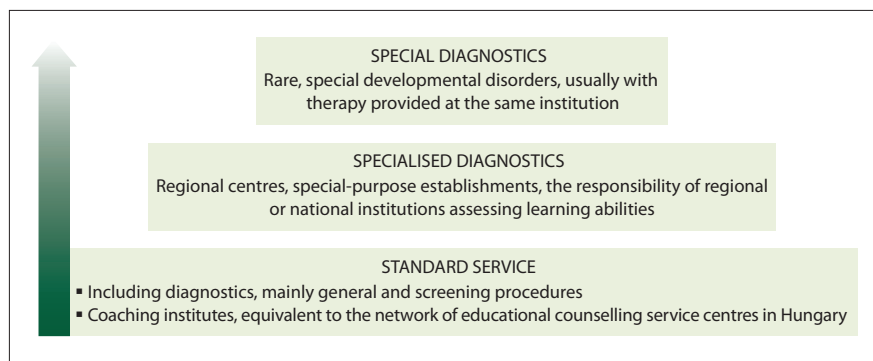 SPECIAL DIAGNOSTICS
Rare, special developmental disorders, usually with
therapy provided at the same institution
SPECIALISED DIAGNOSTICS
Regional centres, special-purpose establishments, the responsibility of regional
or national institutions assessing learning abilities
STANDARD SERVICE
▪ Including diagnostics, mainly general and screening procedures
▪ Coaching institutes, equivalent to the network of educational counselling service centres in Hungary